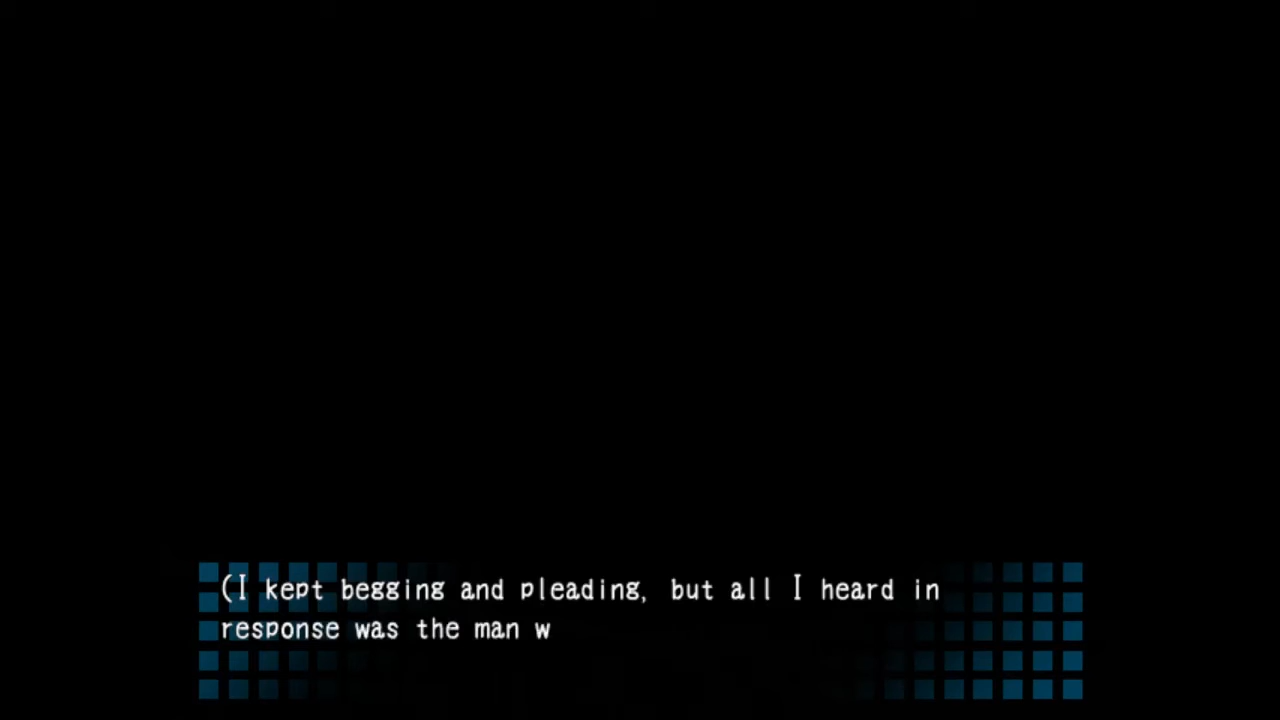 (I kept begging and pleading, but all I heard in
response was the man w